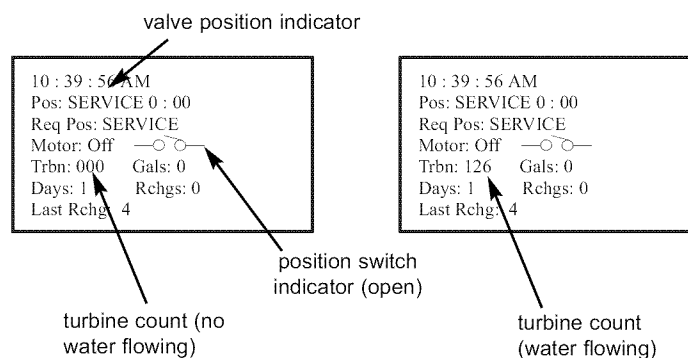 valve position indicator
10 : 39 : 56 AM
Pos: SERVICE 0 : 00
Req Pos: SERVICE
Motor: Off
Trbn: 000 Gals: 0
Days: 1 Rchgs: 0
Last Rchg: 4
position switch
indicator (open)
turbine count (no
water flowing)
10 : 39 : 56 AM
Pos: SERVICE 0 : 00
Req Pos: SERVICE
Motor: Off
Trbn: 126 Gals: 0
Days: 1 Rchgs: 0
Last Rchg: 4
turbine count
(water flowing)